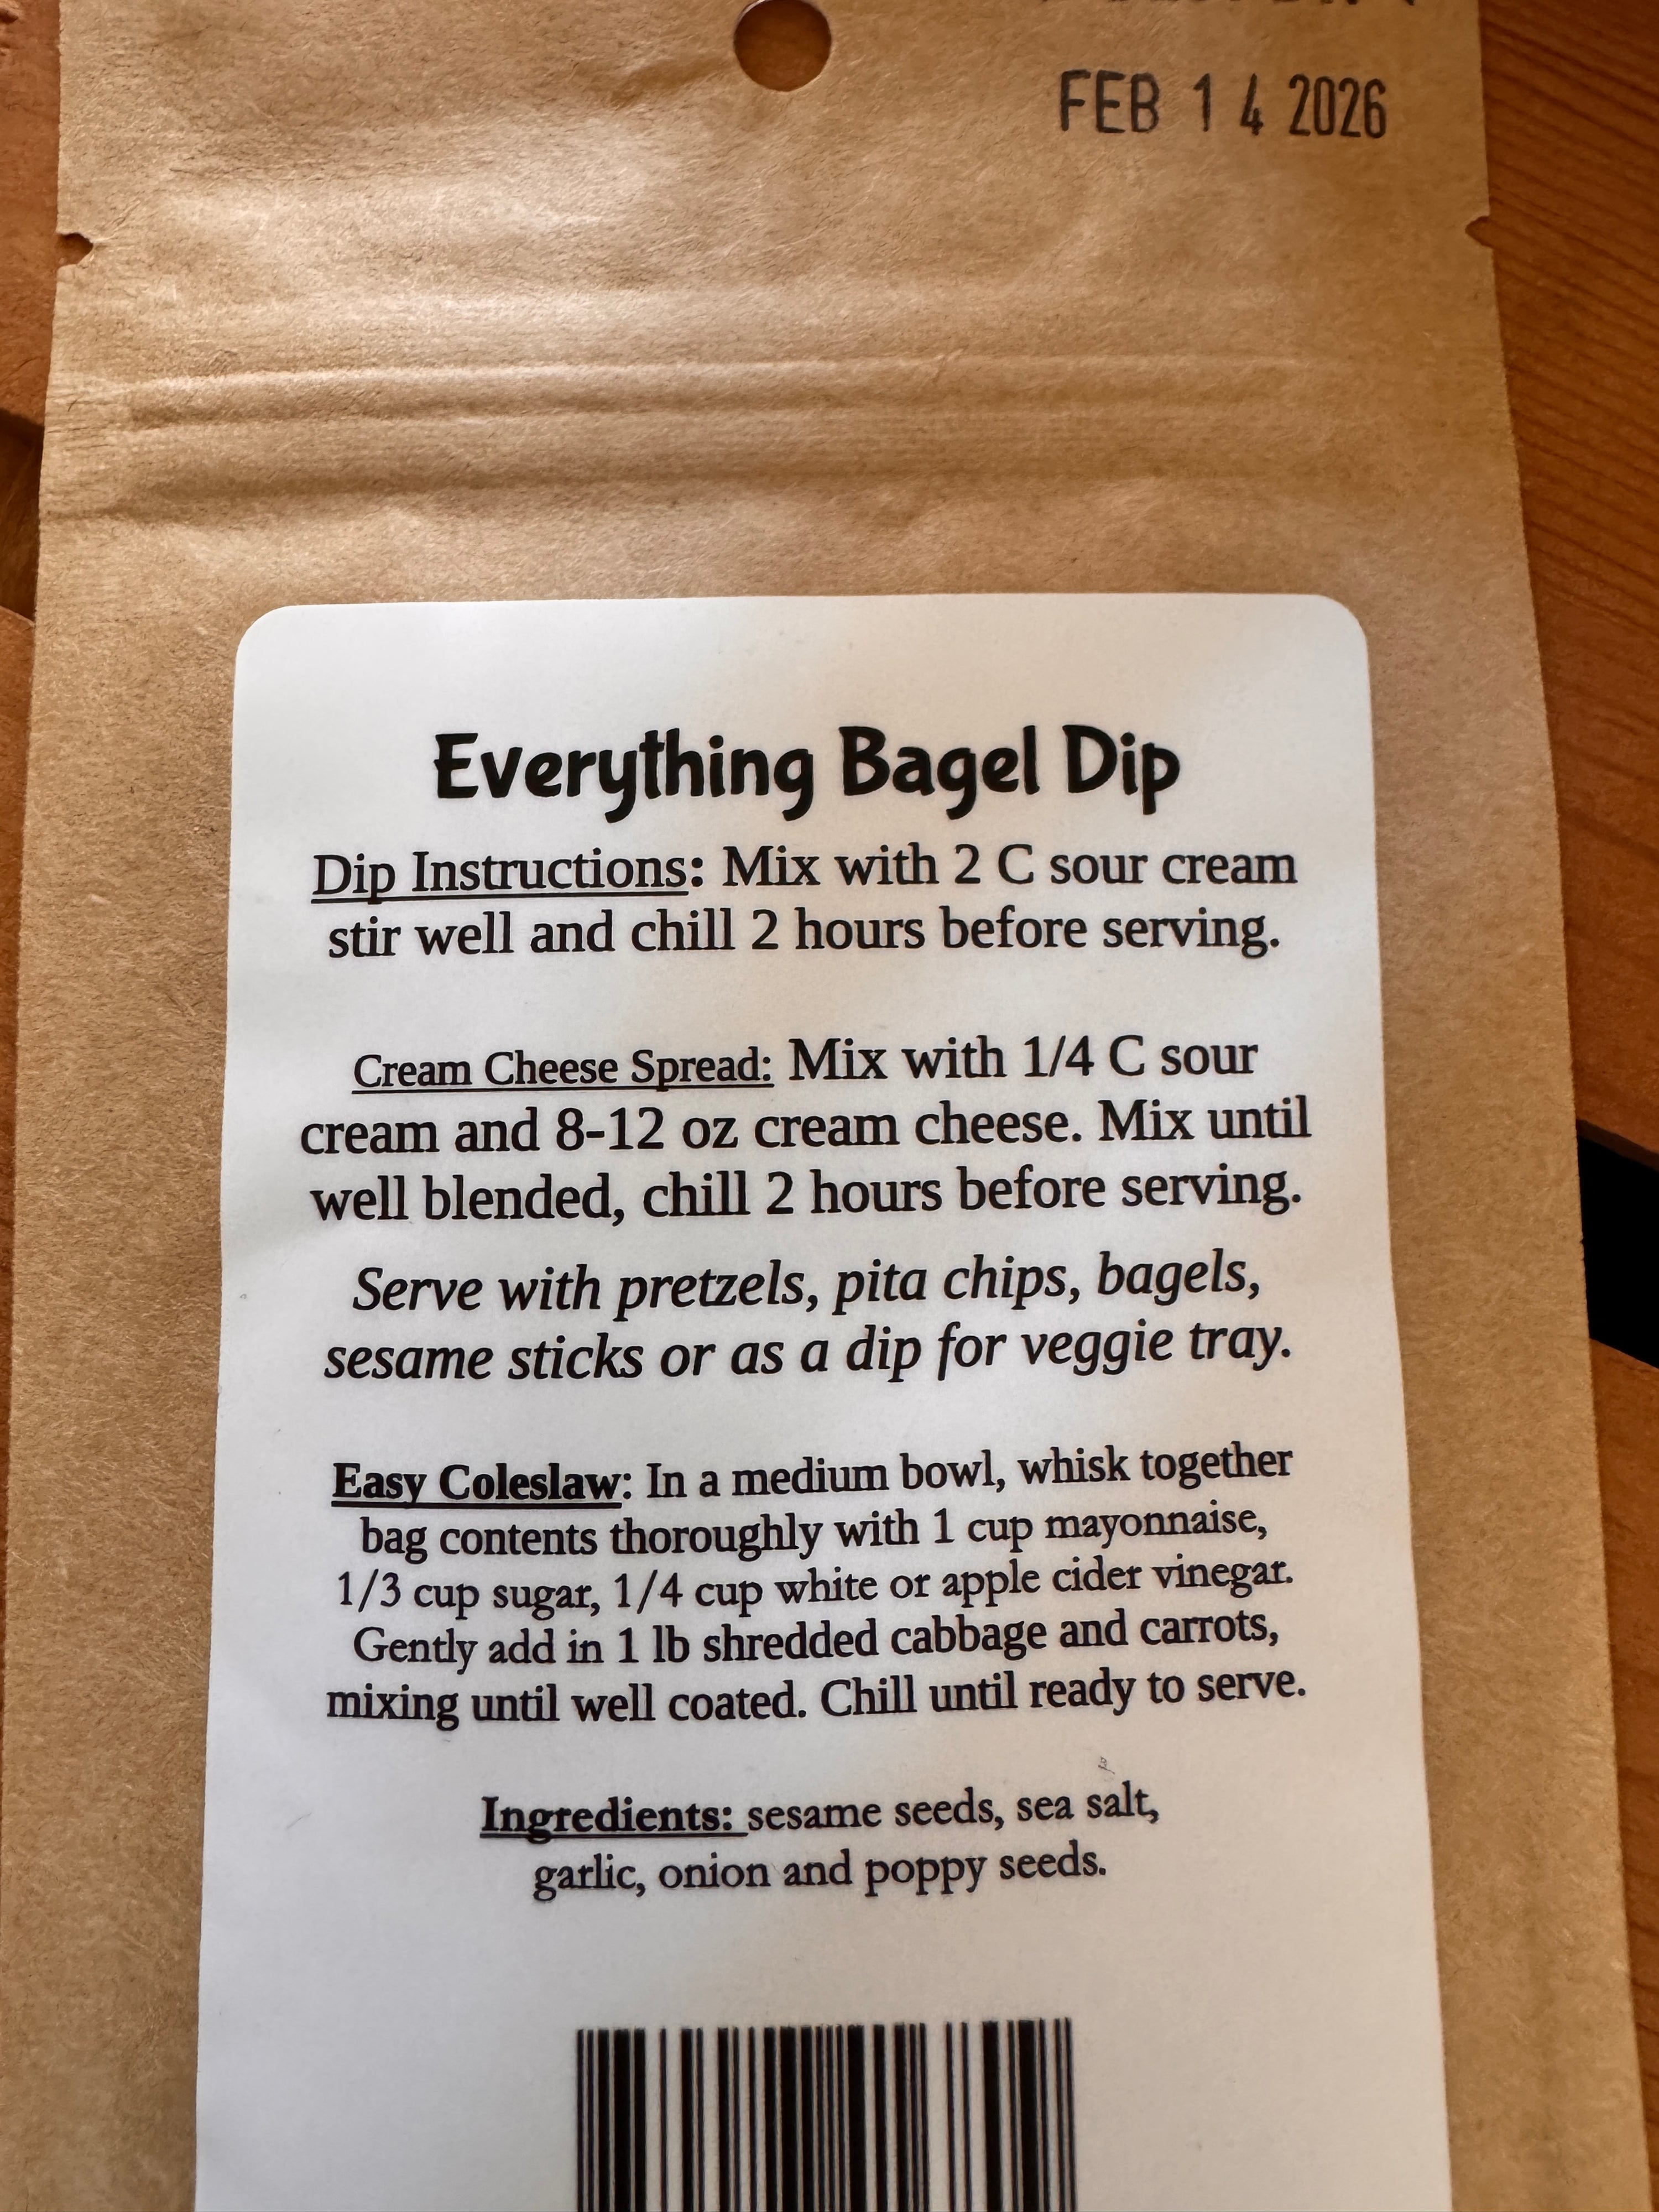 FEB 14 2026
Everything Bagel Dip
Dip Instructions: Mix with 2 C sour cream
stir well and chill 2 hours before serving.
Cream Cheese Spread: Mix with 1/4 C sour
cream and 8-12 oz cream cheese. Mix until
well blended, chill 2 hours before serving.
Serve with pretzels, pita chips, bagels,
sesame sticks or as a dip for veggie tray.
Easy Coleslaw: In a medium bowl, whisk together
bag contents thoroughly with 1 cup mayonnaise,
1/3 cup sugar, 1/4 cup white or apple cider vinegar.
Gently add in 1 lb shredded cabbage and carrots,
mixing until well coated. Chill until ready to serve.
Ingredients: sesame seeds, sea salt,
garlic, onion and poppy seeds.